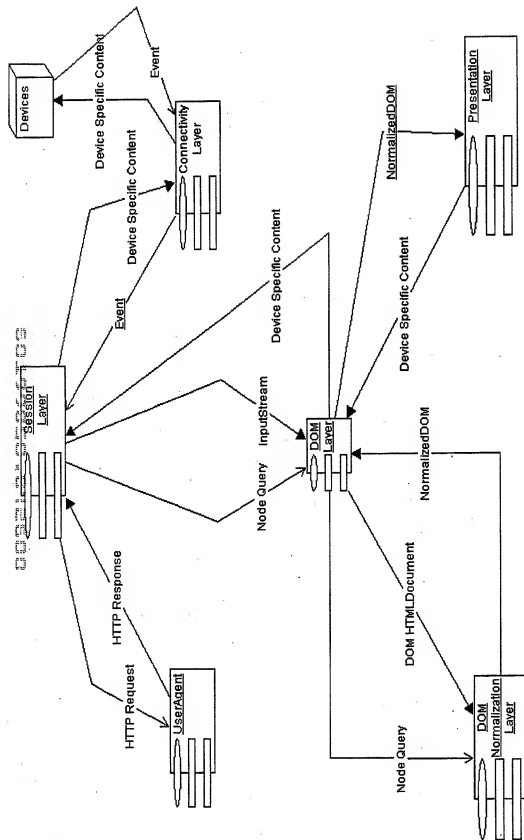 Devices
Event
Device Specific Content
Connectivity
Layer
Device Specific Content
Event
Session
Layer
HTTP Response
HTTP Request
UserAgent
InputStream
Node Query
Device Specific Content
DOM
Layer
NormalizedDOM
Presentation
Layer
Device Specific Content
NormalizedDOM
DOM HTMLDocument
Node Query
DOM
Normalization
Layer